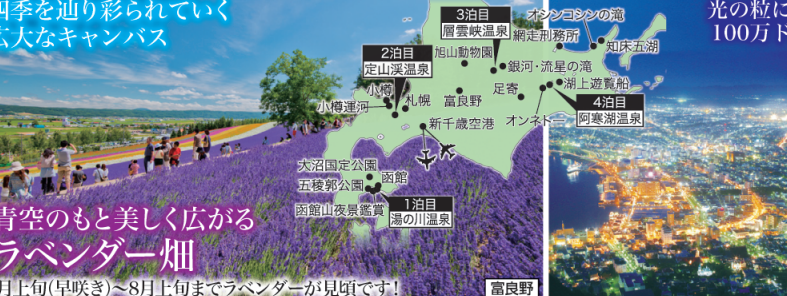 四季を辿り彩られていく
広大なキャンバス
光の粒に
100万ド
3泊目
層雲峡温泉
オシンコシンの滝
網走刑務所
知床五湖
旭山動物園
銀河・流星の滝
2泊目
定山渓温泉
小樽
小樽運河
札幌
富良野
足寄
湖上遊覧船
オンネトー
4泊目
阿寒湖温泉
新千歳空港
大沼国定公園
五稜郭公園
函館
函館山夜景鑑賞
1泊目
湯の川温泉
青空のもと美しく広がる
ラベンダー畑
月上旬(早咲き)～8月上旬までラベンダーが見頃です!
富良野